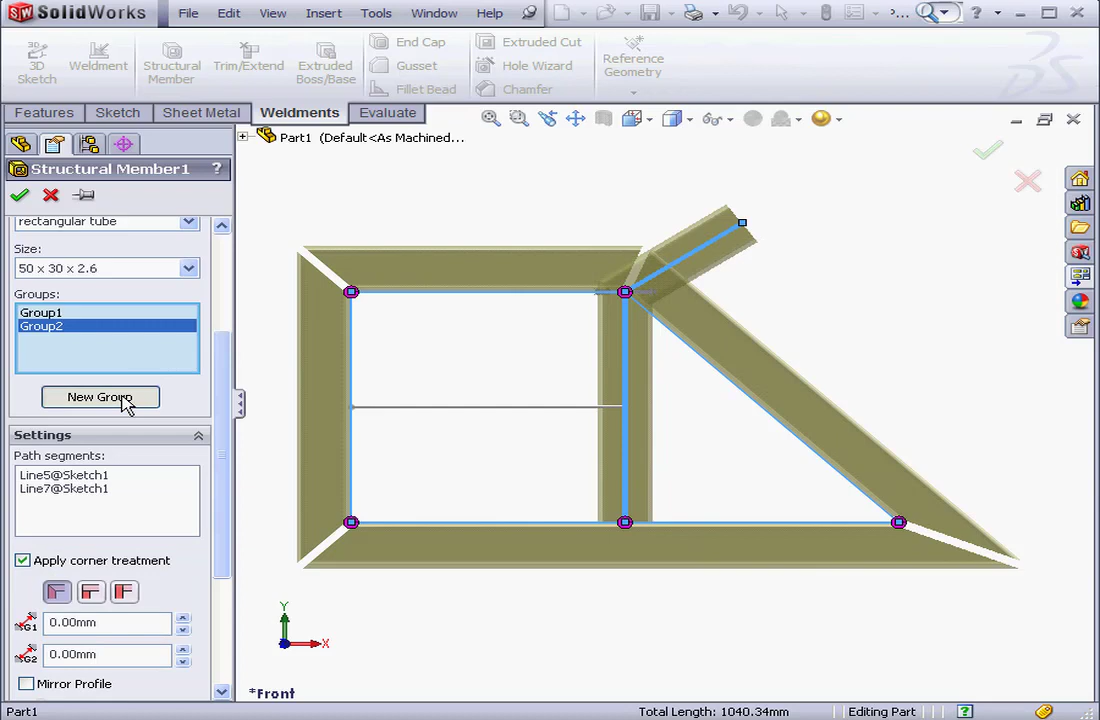 SolidWorks File Edit View Insert Tools Window Help
3D Sketch
Weldment
Structural Member
Trim/Extend
Extruded Boss/Base
End Cap
Gusset
Fillet Bead
Extruded Cut
Hole Wizard
Chamfer
Reference Geometry
Features Sketch Sheet Metal Weldments Evaluate
Part1 (Default<As Machined...
Structural Member1 ?
rectangular tube
Size:
50 x 30 x 2.6
Groups:
Group1
Group2
New Group
Settings
Path segments:
Line5@Sketch1
Line7@Sketch1
Apply corner treatment
G1 0.00mm
G2 0.00mm
Mirror Profile
Y
X
*Front
Part1 Total Length: 1040.34mm Editing Part